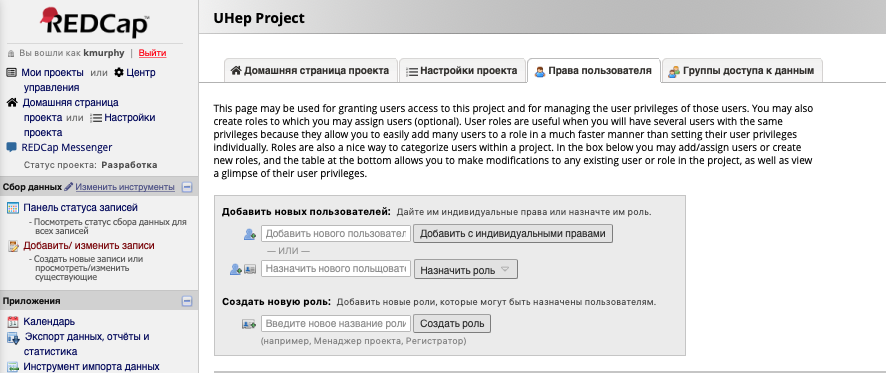 REDCap™
Вы вошли как kmurphy | Выйти
Мои проекты или Центр
управления
Домашняя страница
проекта или Настройки
проекта
REDCap Messenger
Статус проекта: Разработка
Сбор данных Изменить инструменты
Панель статуса записей
- Посмотреть статус сбора данных для
всех записей
Добавить/ изменить записи
- Создать новые записи или
просмотреть/изменить
существующие
Приложения
Календарь
Экспорт данных, отчёты и
статистика
Инструмент импорта данных
UHep Project
Домашняя страница проекта
Настройки проекта
Права пользователя
Группы доступа к данным
This page may be used for granting users access to this project and for managing the user privileges of those users. You may also
create roles to which you may assign users (optional). User roles are useful when you will have several users with the same
privileges because they allow you to easily add many users to a role in a much faster manner than setting their user privileges
individually. Roles are also a nice way to categorize users within a project. In the box below you may add/assign users or create
new roles, and the table at the bottom allows you to make modifications to any existing user or role in the project, as well as view
a glimpse of their user privileges.
Добавить новых пользователей: Дайте им индивидуальные права или назначте им роль.
Добавить нового пользовател Добавить с индивидуальными правами
— ИЛИ —
Назначить нового польщовате Назначить роль
Создать новую роль: Добавить новые роли, которые могут быть назначены пользователям.
Введите новое название роли Создать роль
(например, Менаджер проекта, Регистратор)